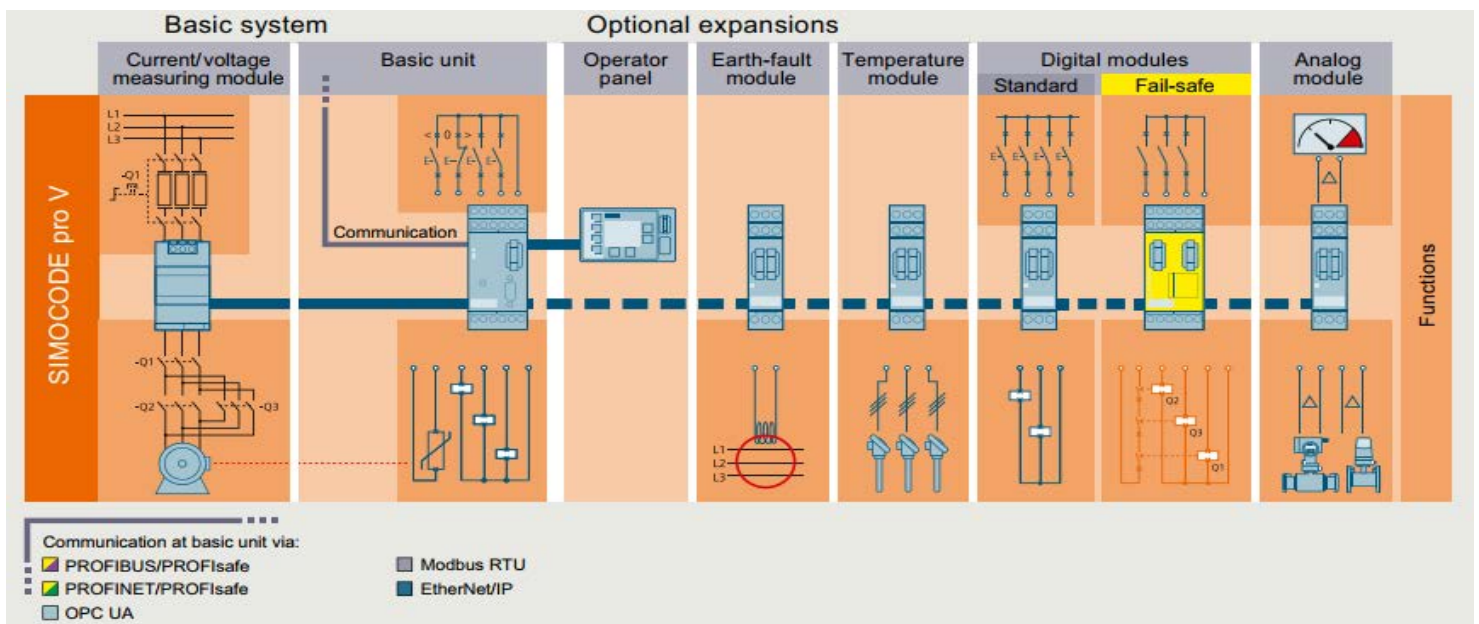 Basic system
Optional expansions
Current/voltage
measuring module
Basic unit
Operator
panel
Earth-fault
module
Temperature
module
Digital modules
Standard
Fail-safe
Analog
module
SIMOCODE pro V
L1
L2
L3
-Q1
< 0 >
E
E
E
E
E
E
E
E
Communication
Functions
-Q1
-Q2
-Q3
L1
L2
L3
Q2
Q3
Q1
Communication at basic unit via:
PROFIBUS/PROFIsafe
PROFINET/PROFIsafe
OPC UA
Modbus RTU
EtherNet/IP